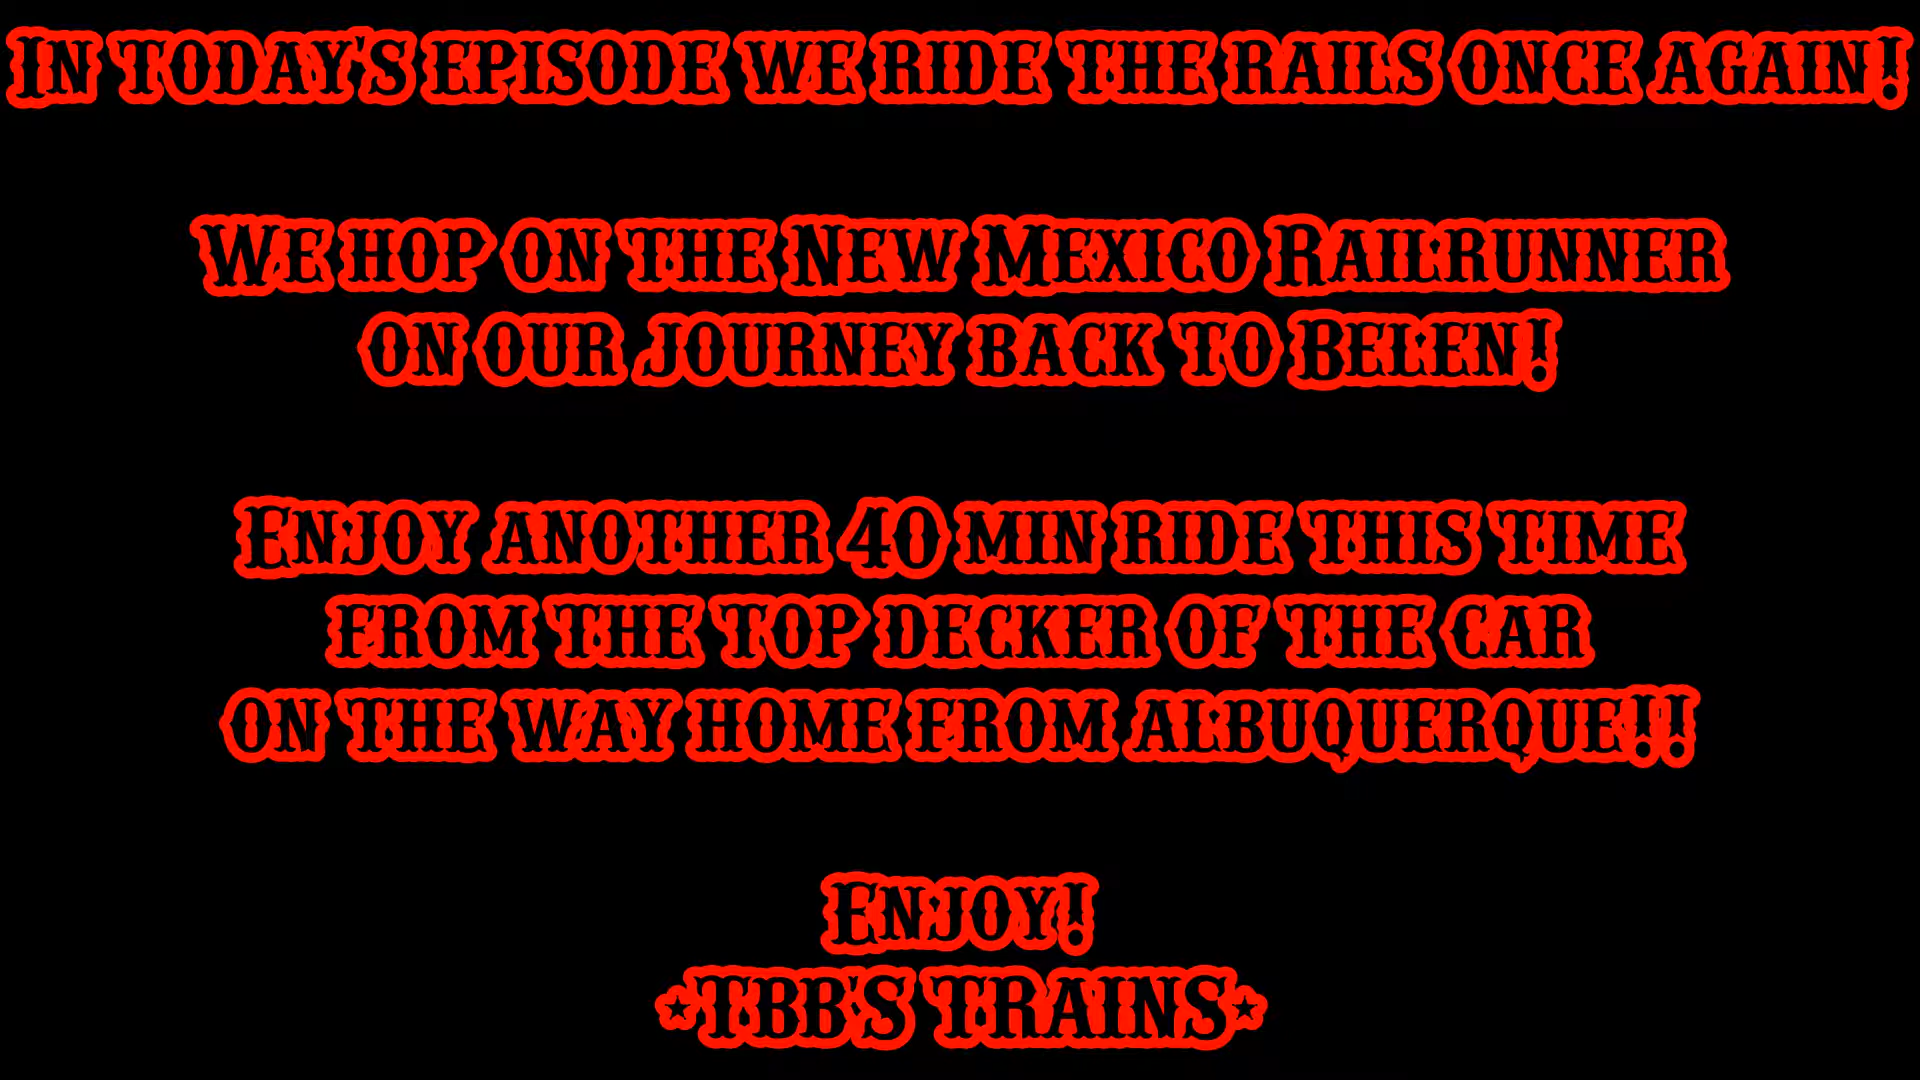 In today's episode we ride the rails once again!
We hop on the New Mexico Railrunner
on our journey back to Belen!
Enjoy another 40 min ride this time
from the top decker of the car
on the way home from albuquerque!!
Enjoy!
*TBB'S TRAINS*